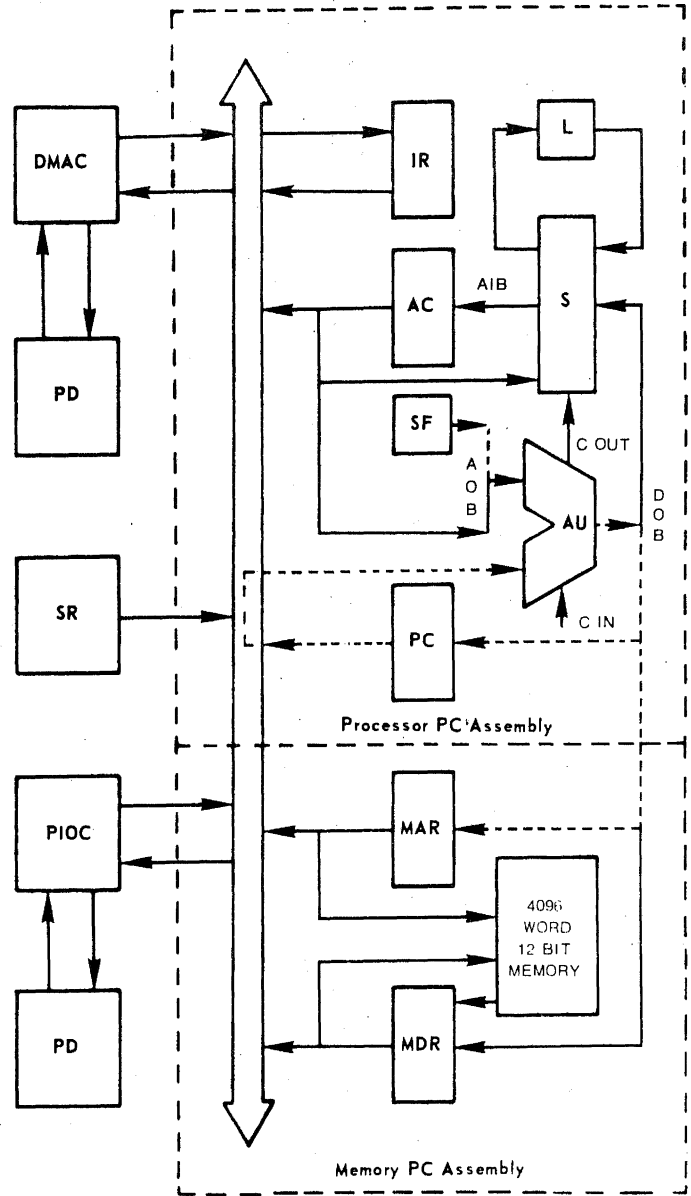 DMAC
IR
L
AC
AIB
S
PD
SF
C OUT
A
O
B
D
O
B
AU
SR
C IN
PC
Processor PC Assembly
PIOC
MAR
4096
WORD
12 BIT
MEMORY
PD
MDR
Memory PC Assembly